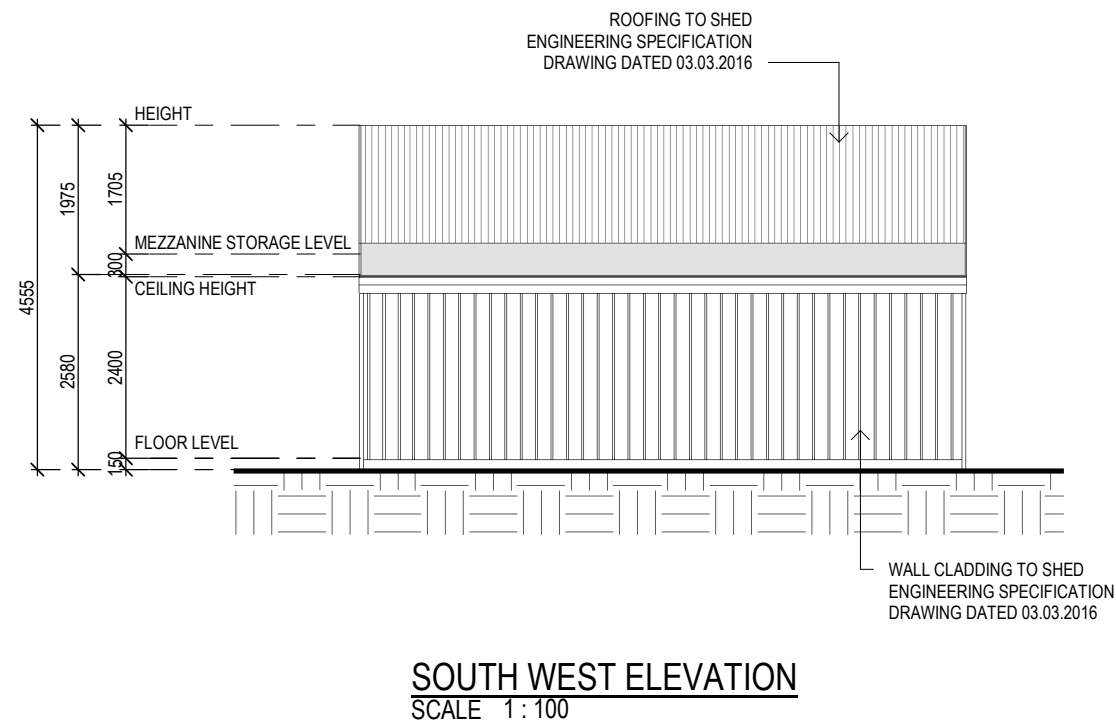 ROOFING TO SHED
ENGINEERING SPECIFICATION
DRAWING DATED 03.03.2016
HEIGHT
1975
1705
MEZZANINE STORAGE LEVEL
300
CEILING HEIGHT
4555
2580
2400
FLOOR LEVEL
150
WALL CLADDING TO SHED
ENGINEERING SPECIFICATION
DRAWING DATED 03.03.2016
SOUTH WEST ELEVATION
SCALE 1 : 100